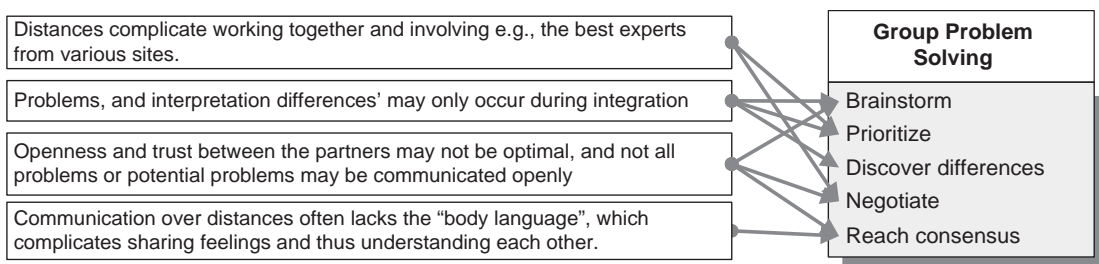 Distances complicate working together and involving e.g., the best experts
from various sites.
Problems, and interpretation differences’ may only occur during integration
Openness and trust between the partners may not be optimal, and not all
problems or potential problems may be communicated openly
Communication over distances often lacks the “body language”, which
complicates sharing feelings and thus understanding each other.
Group Problem
Solving
Brainstorm
Prioritize
Discover differences
Negotiate
Reach consensus